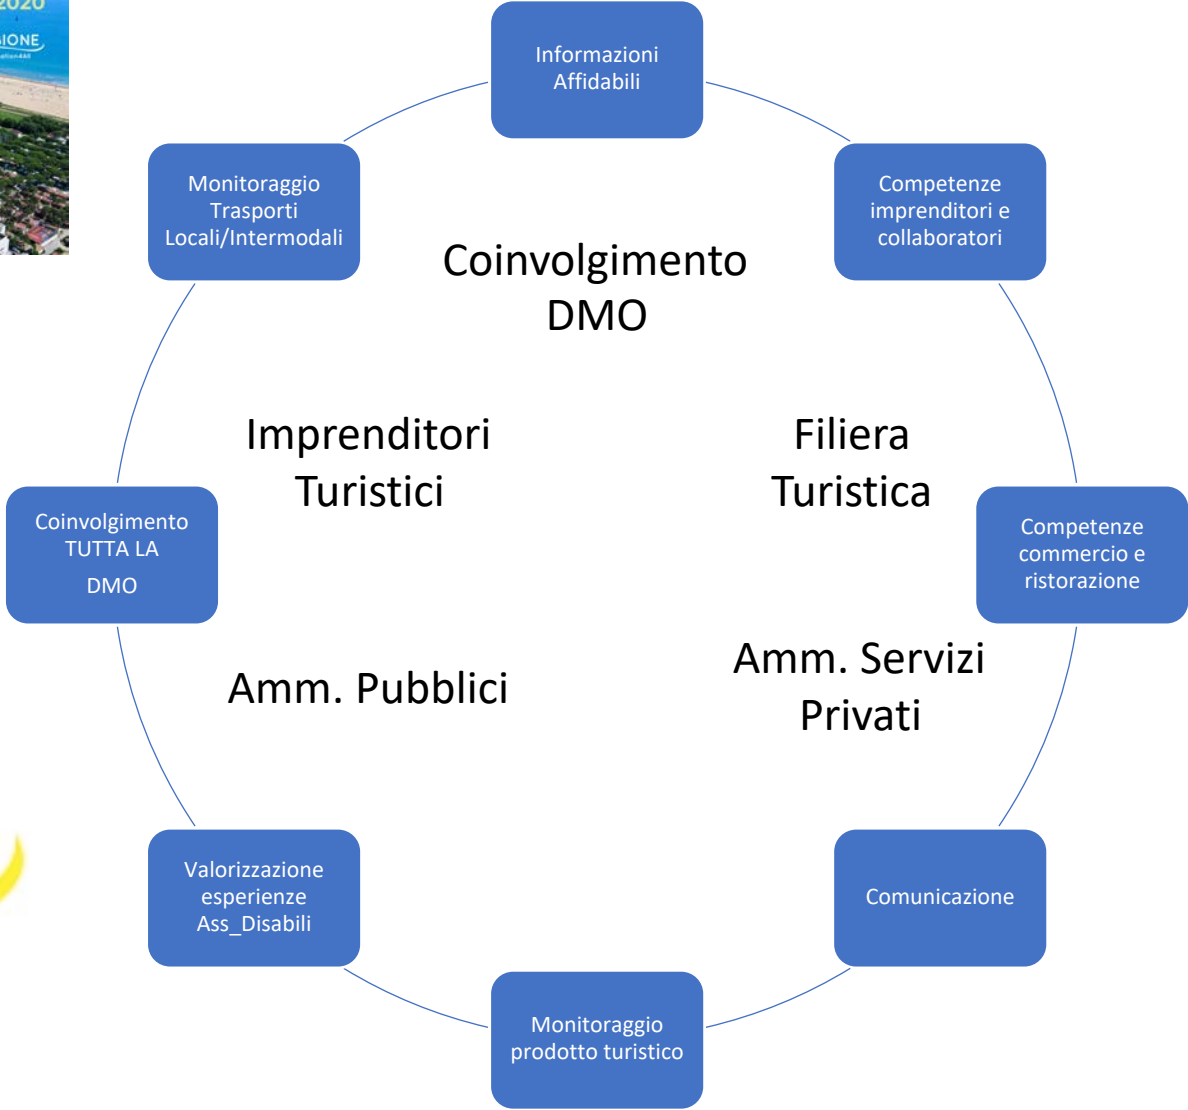 2020
Informazioni
Affidabili
Competenze
imprenditori e
collaboratori
Competenze
commercio e
ristorazione
Comunicazione
Monitoraggio
prodotto turistico
Valorizzazione
esperienze
Ass_Disabili
Coinvolgimento
TUTTA LA
DMO
Monitoraggio
Trasporti
Locali/Intermodali
Coinvolgimento
DMO
Imprenditori
Turistici
Filiera
Turistica
Amm. Pubblici
Amm. Servizi
Privati